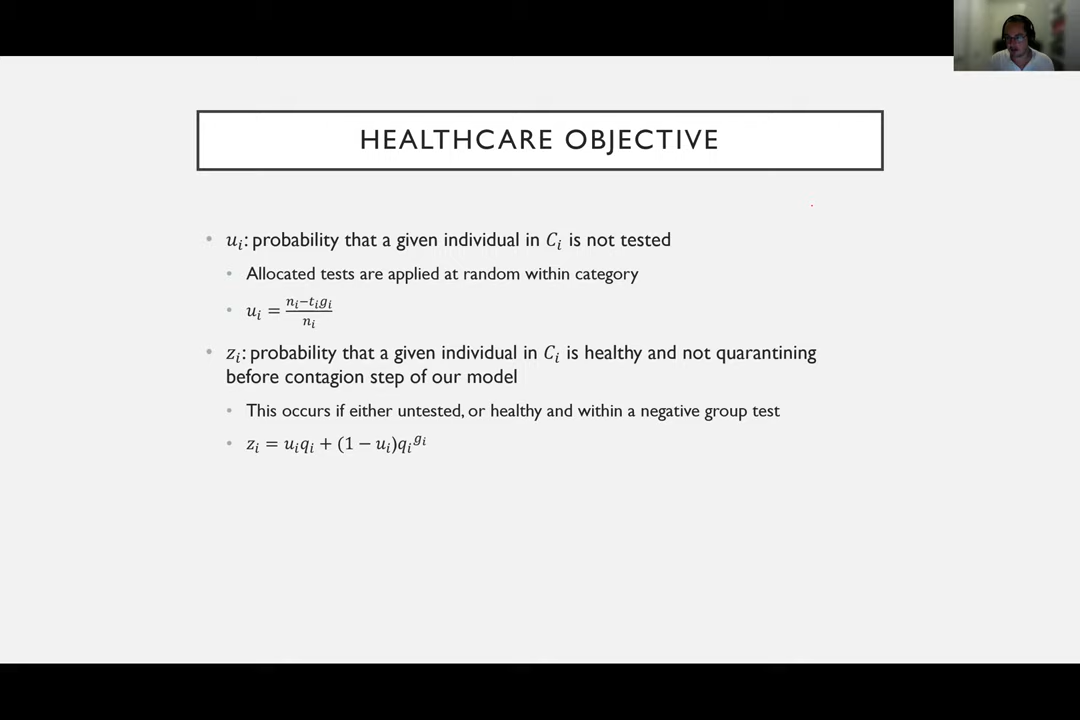 HEALTHCARE OBJECTIVE
• uᵢ: probability that a given individual in Cᵢ is not tested
• Allocated tests are applied at random within category
• uᵢ = (nᵢ−tᵢgᵢ)/nᵢ
• zᵢ: probability that a given individual in Cᵢ is healthy and not quarantining
before contagion step of our model
• This occurs if either untested, or healthy and within a negative group test
• zᵢ = uᵢqᵢ + (1 − uᵢ)qᵢ^gᵢ